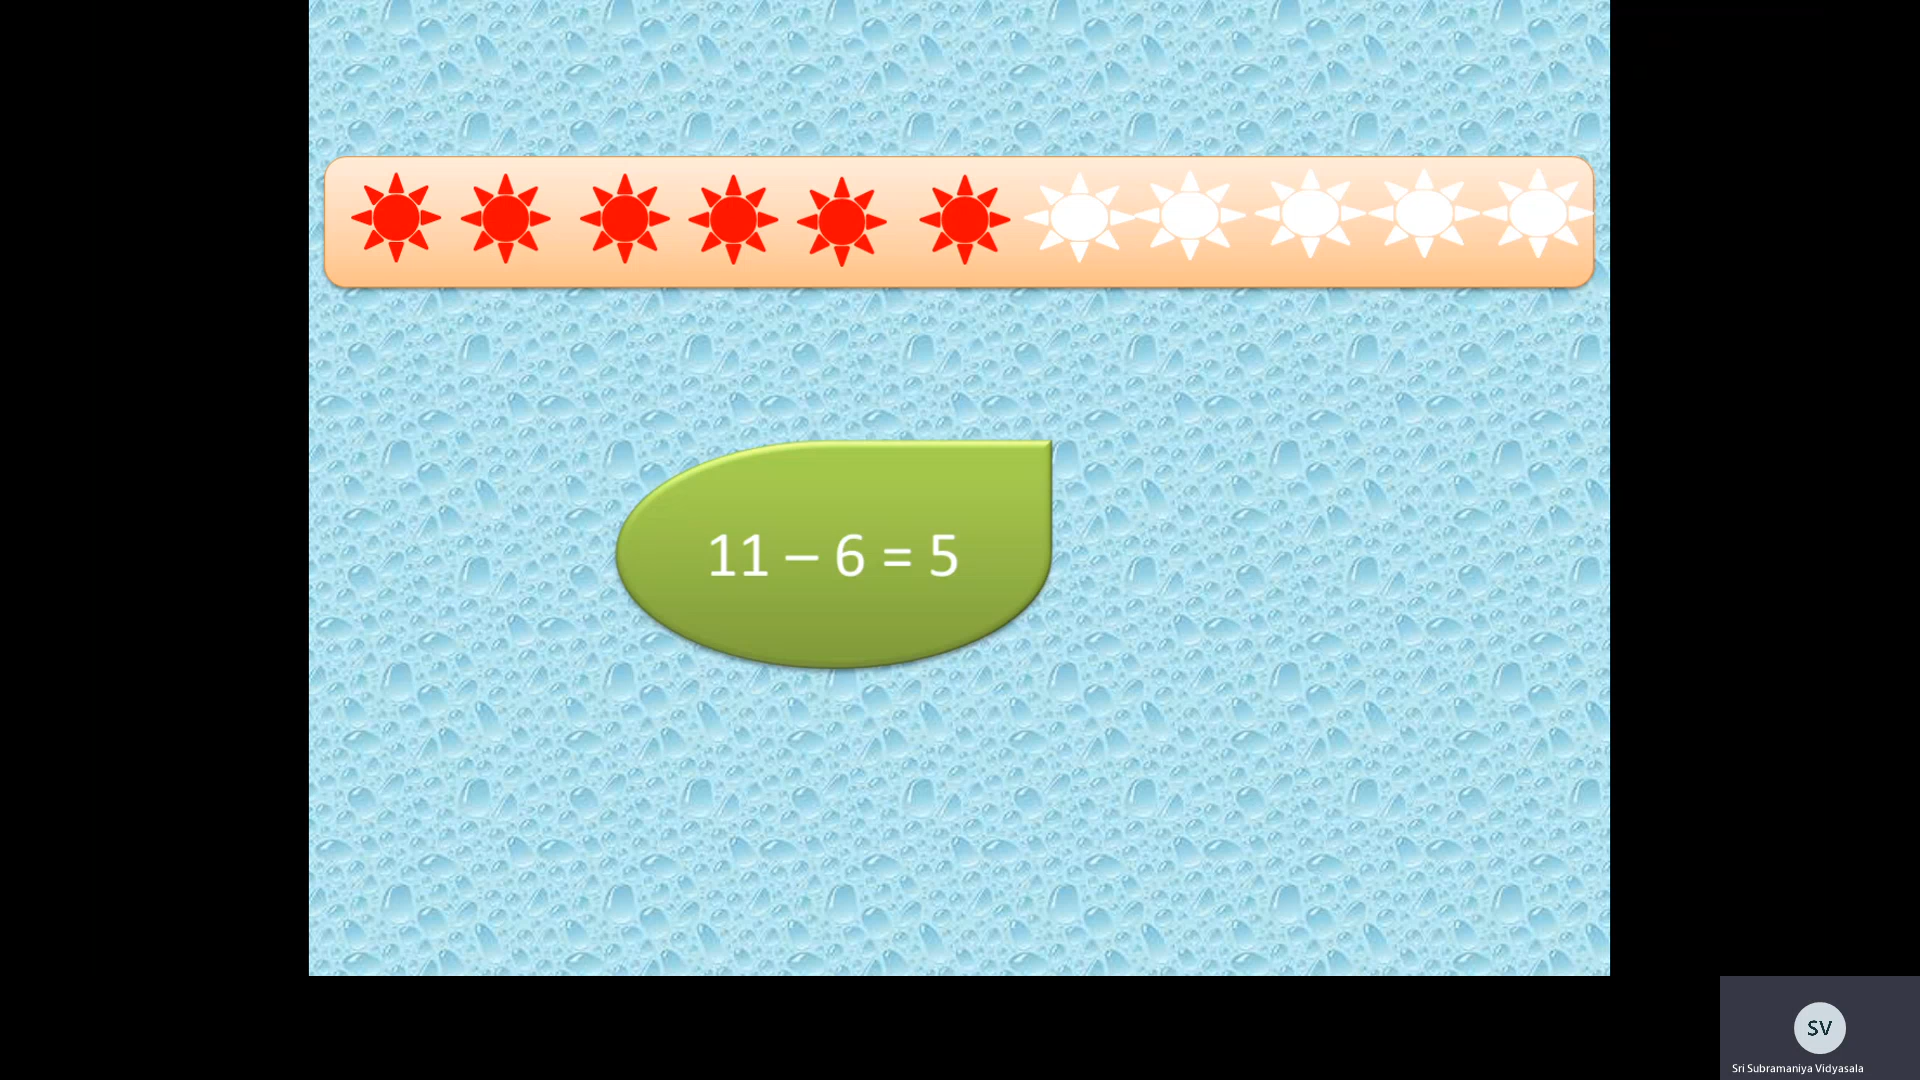 11 – 6 = 5
SV
Sri Subramaniya Vidyasala